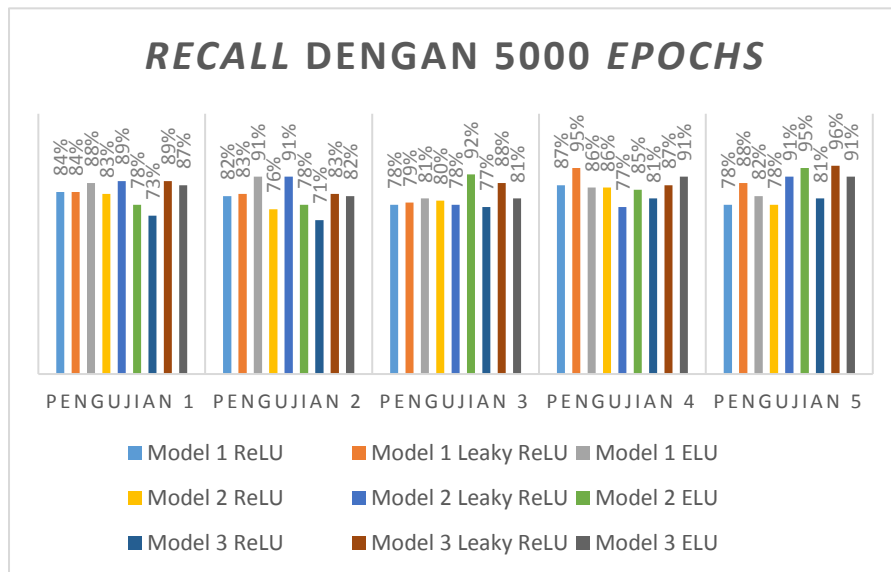 RECALL DENGAN 5000 EPOCHS
84% 84% 88% 83% 89% 78% 73% 89% 87%
82% 83% 91% 76% 91% 78% 71% 83% 82%
78% 79% 81% 80% 78% 92% 77% 88% 81%
87% 95% 86% 86% 77% 85% 81% 87% 91%
78% 88% 82% 78% 91% 95% 81% 96% 91%
PENGUJIAN 1 PENGUJIAN 2 PENGUJIAN 3 PENGUJIAN 4 PENGUJIAN 5
Model 1 ReLU Model 1 Leaky ReLU Model 1 ELU
Model 2 ReLU Model 2 Leaky ReLU Model 2 ELU
Model 3 ReLU Model 3 Leaky ReLU Model 3 ELU